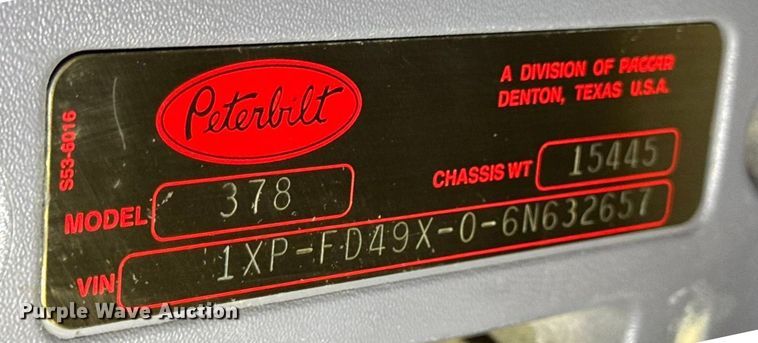 S53-6016
Peterbilt
A DIVISION OF PACCAR
DENTON, TEXAS U.S.A.
MODEL 378
CHASSIS WT 15445
VIN 1XP-FD49X-0-6N632657
Purple Wave Auction